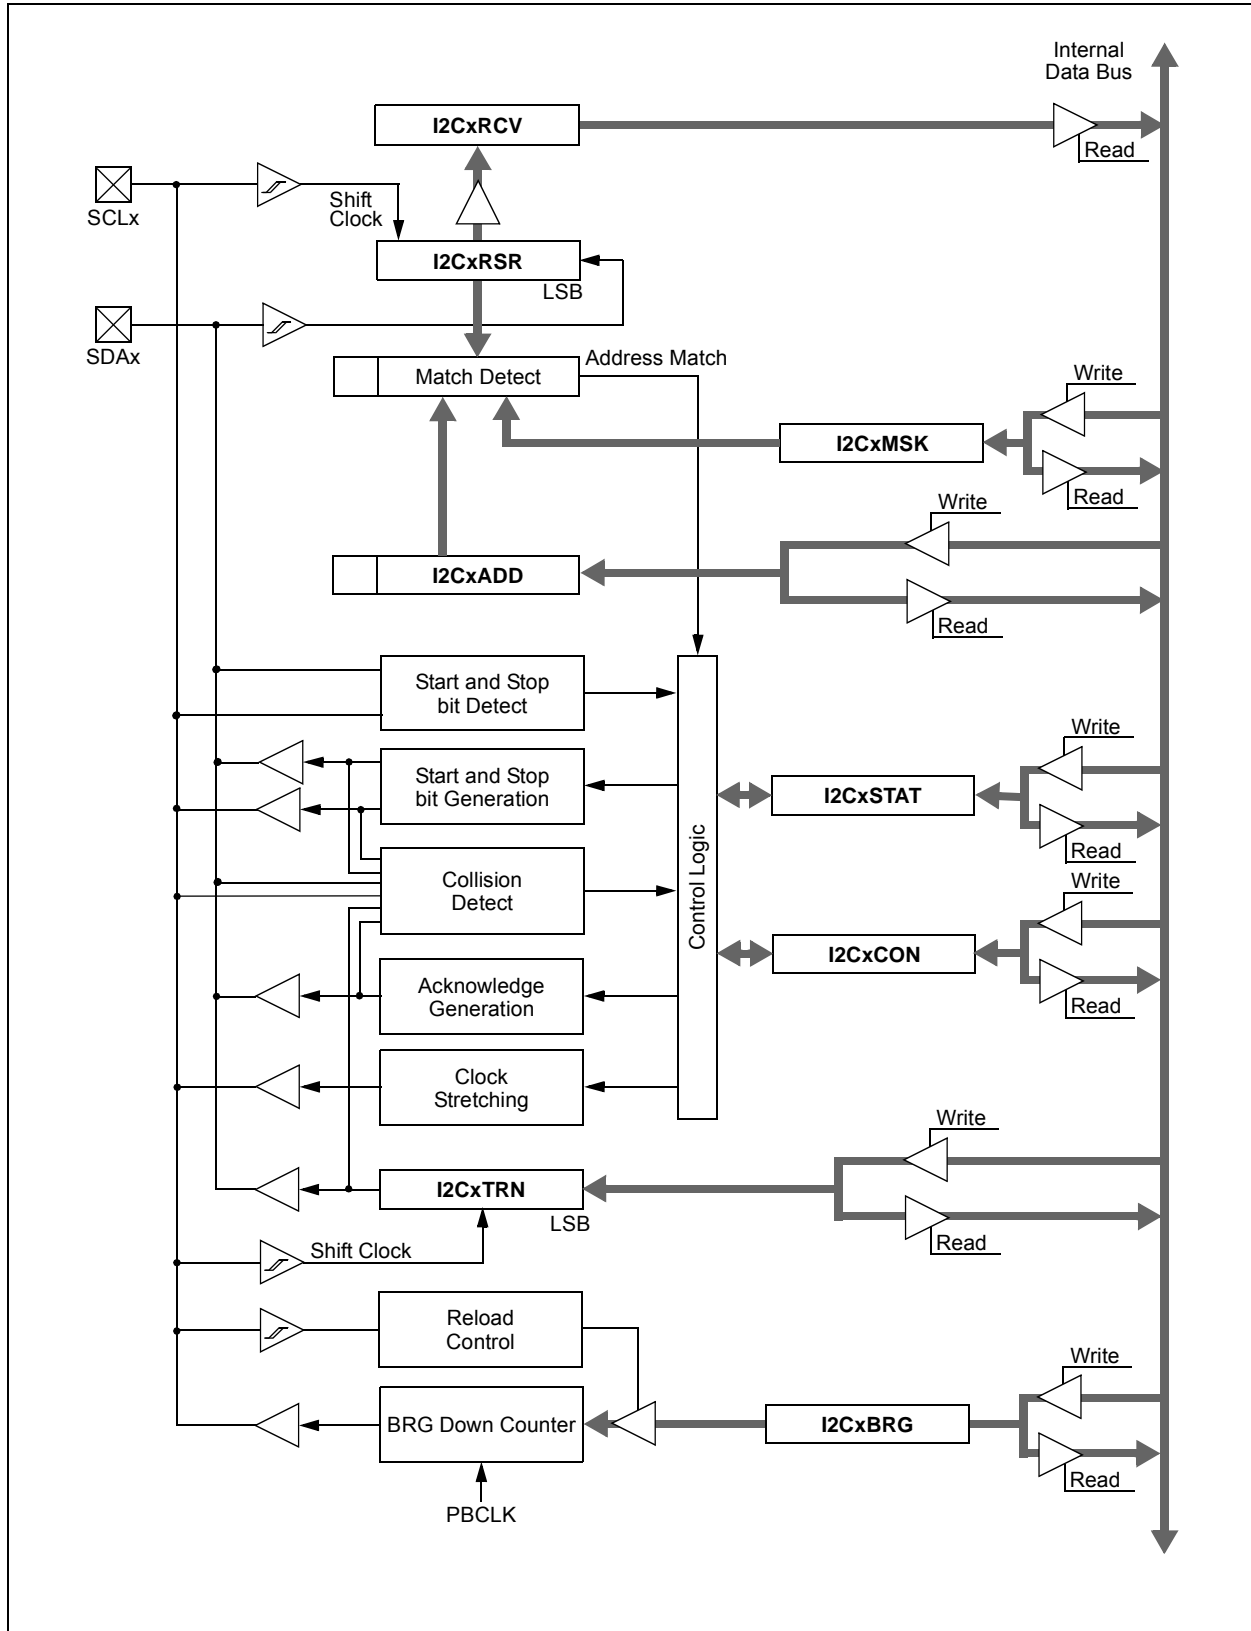 Internal
Data Bus
I2CxRCV
Read
SCLx
Shift
Clock
I2CxRSR
LSB
SDAx
Address Match
Match Detect
Write
I2CxMSK
Read
Write
I2CxADD
Read
Start and Stop
bit Detect
Write
Start and Stop
bit Generation
I2CxSTAT
Read
Control Logic
Collision
Detect
Write
I2CxCON
Read
Acknowledge
Generation
Clock
Stretching
Write
I2CxTRN
LSB
Read
Shift Clock
Reload
Control
Write
BRG Down Counter
I2CxBRG
Read
PBCLK